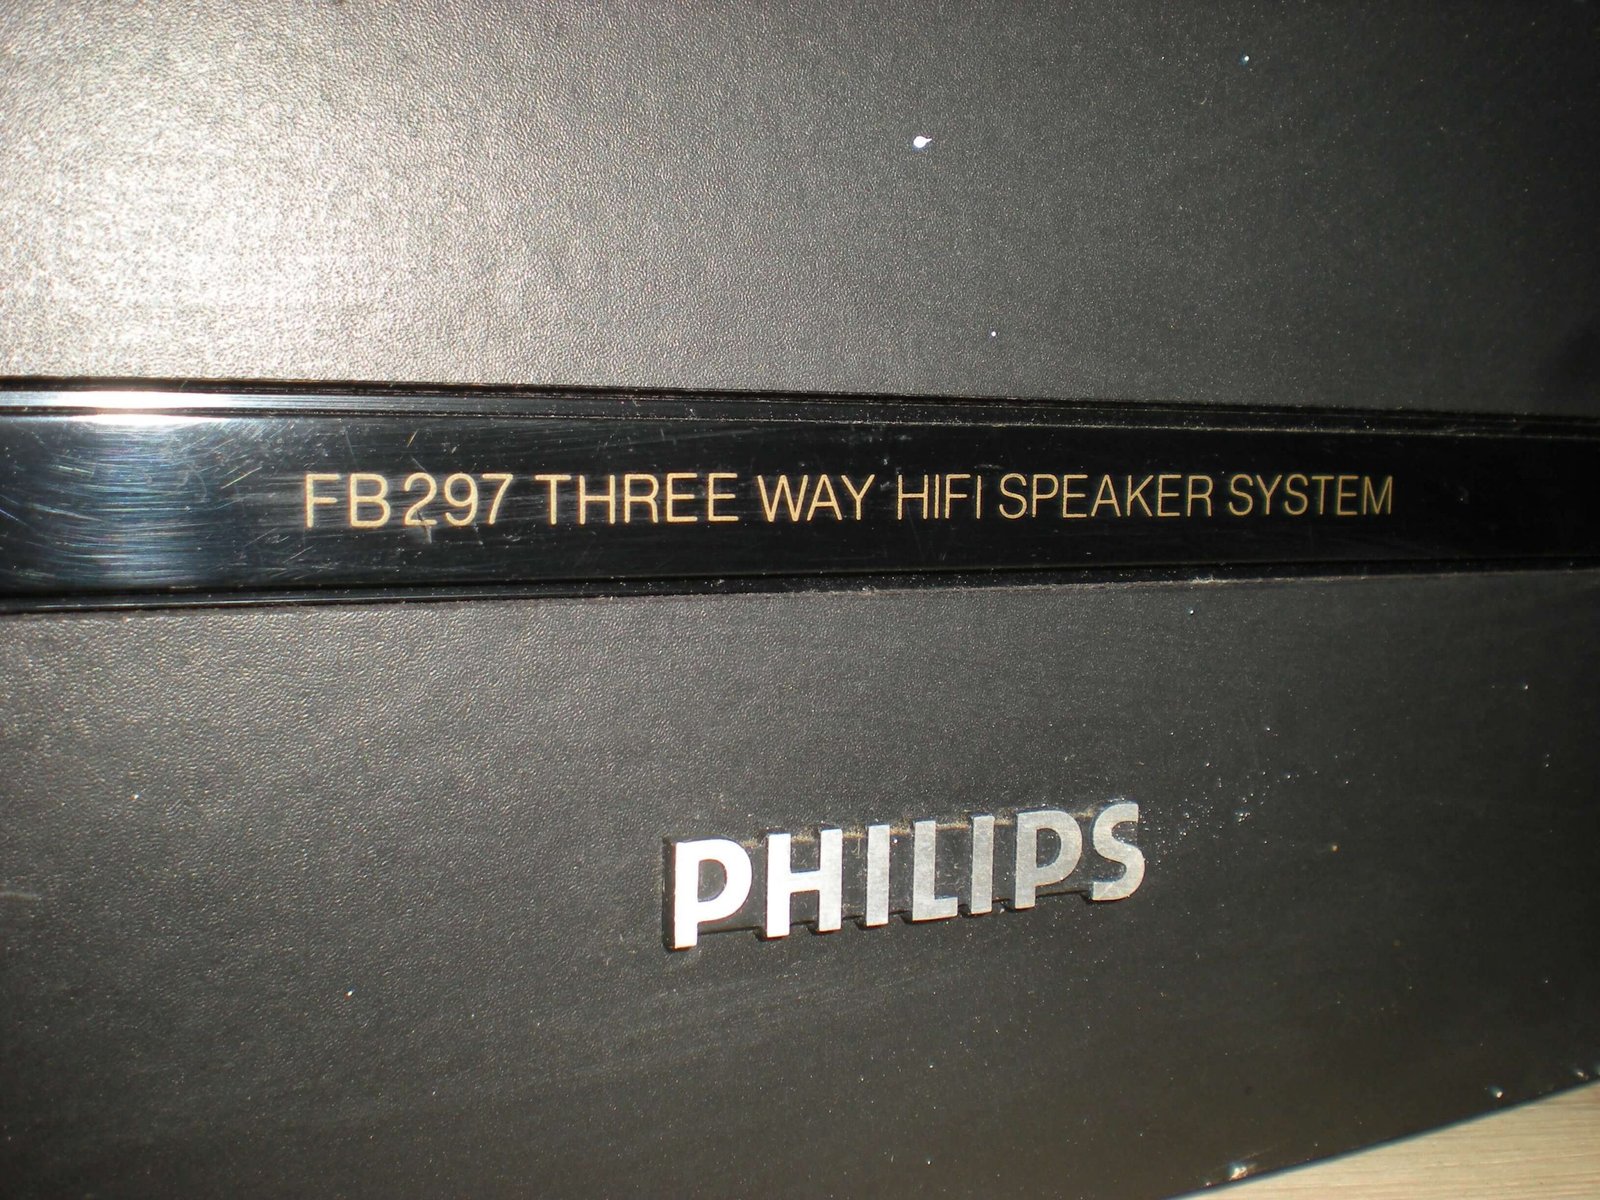 FB297 THREE WAY HIFI SPEAKER SYSTEM
PHILIPS